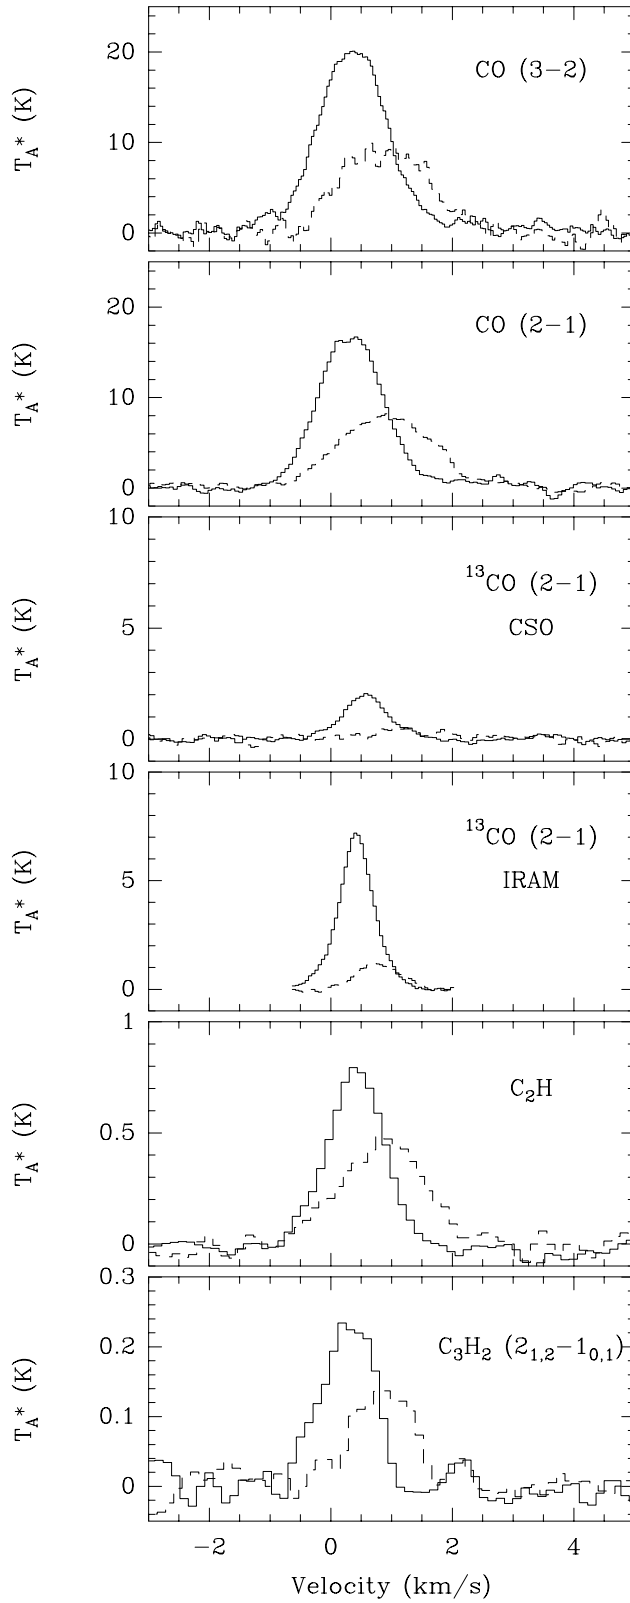 CO (3−2)
T_A* (K)
20
10
0
CO (2−1)
T_A* (K)
20
10
0
¹³CO (2−1)
CSO
T_A* (K)
10
5
0
¹³CO (2−1)
IRAM
T_A* (K)
10
5
0
C₂H
T_A* (K)
1
0.5
0
C₃H₂ (2₁,₂−1₀,₁)
T_A* (K)
0.3
0.2
0.1
0
−2 0 2 4
Velocity (km/s)